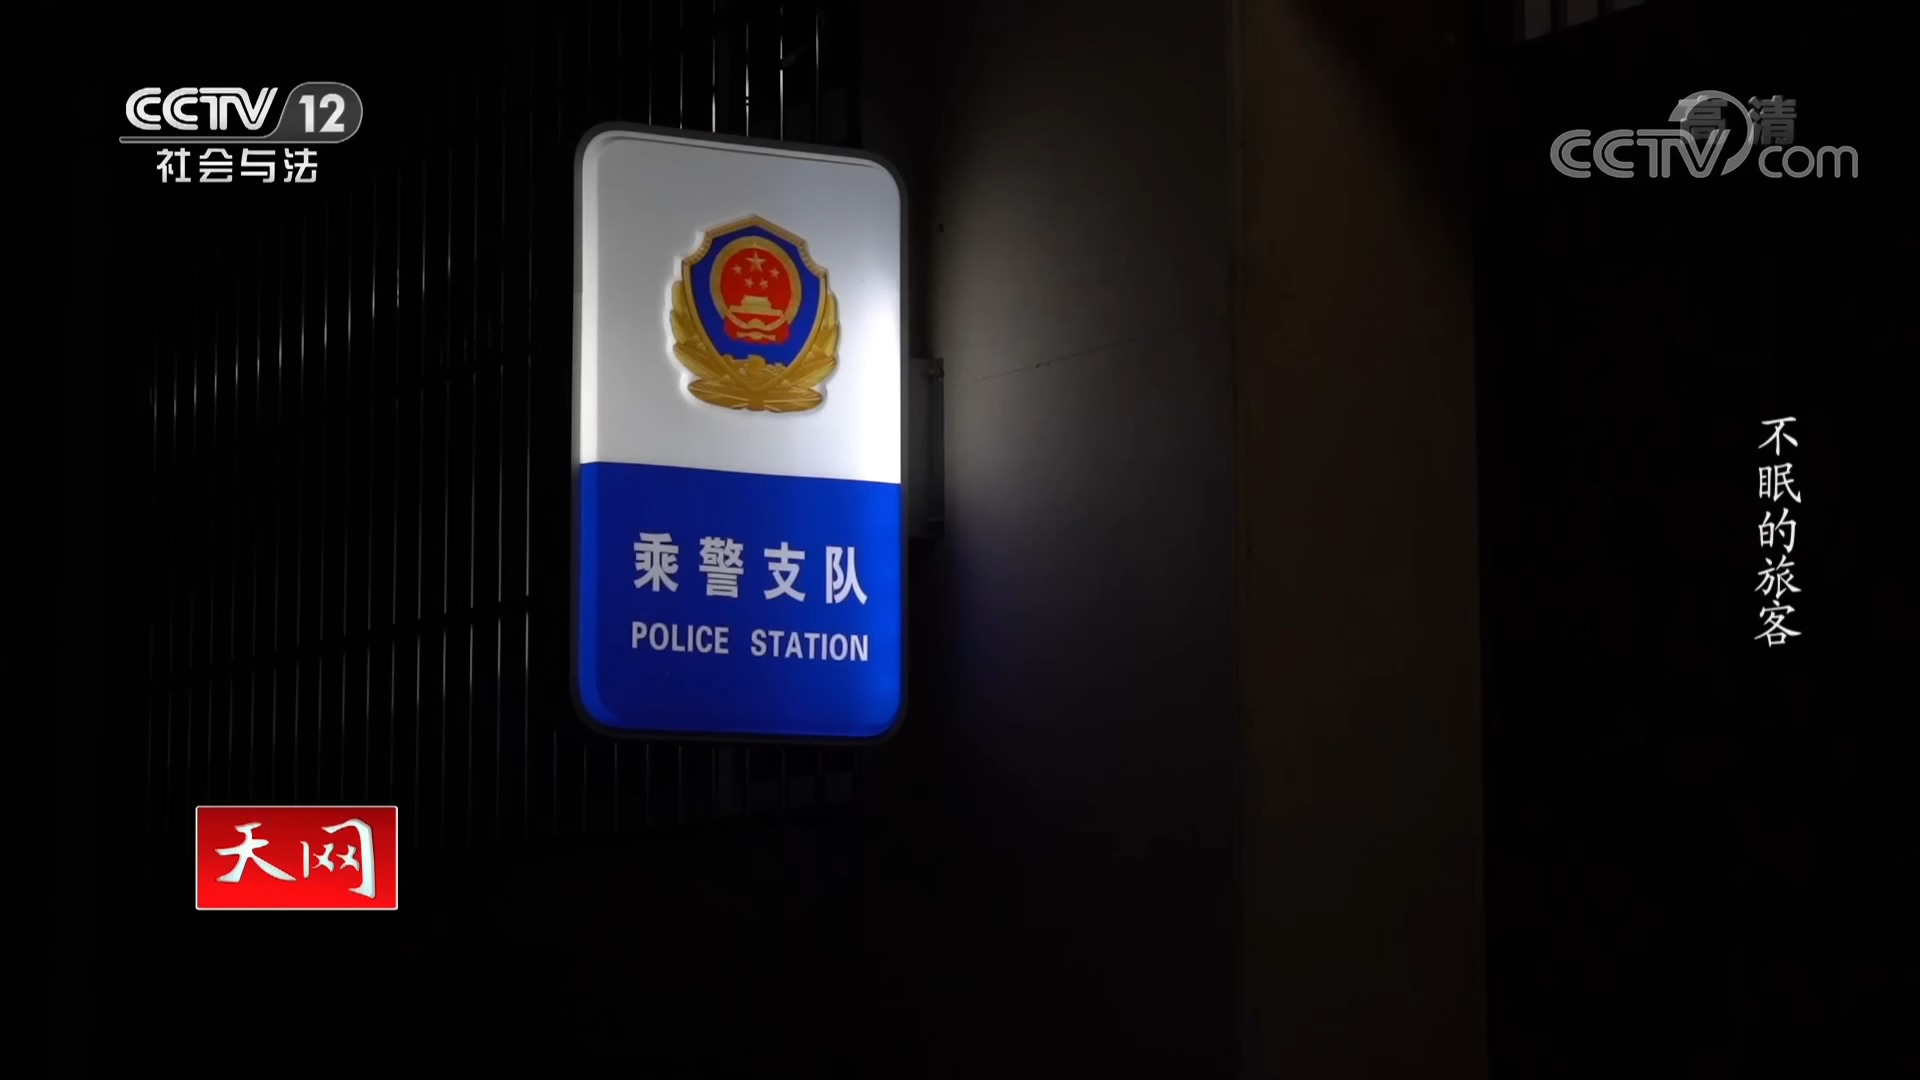 CCTV 12
社会与法
高清
CCTV.com
乘警支队
POLICE STATION
不眠的旅客
天网